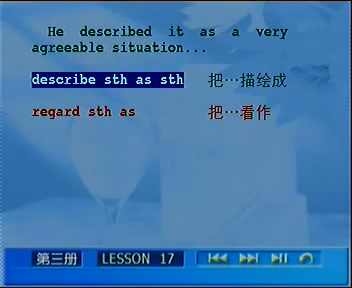 He described it as a very
agreeable situation...
describe sth as sth 把…描绘成
regard sth as 把…看作
第三册 LESSON 17